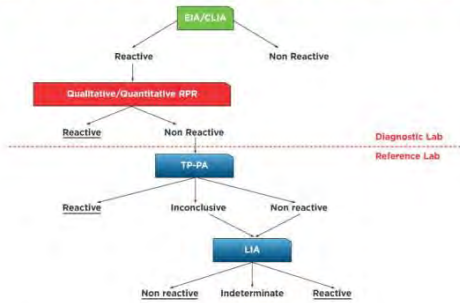 EIA/CLIA
Reactive
Non Reactive
Qualitative/Quantitative RPR
Reactive
Non Reactive
Diagnostic Lab
Reference Lab
TP-PA
Reactive
Inconclusive
Non reactive
LIA
Non reactive
Indeterminate
Reactive